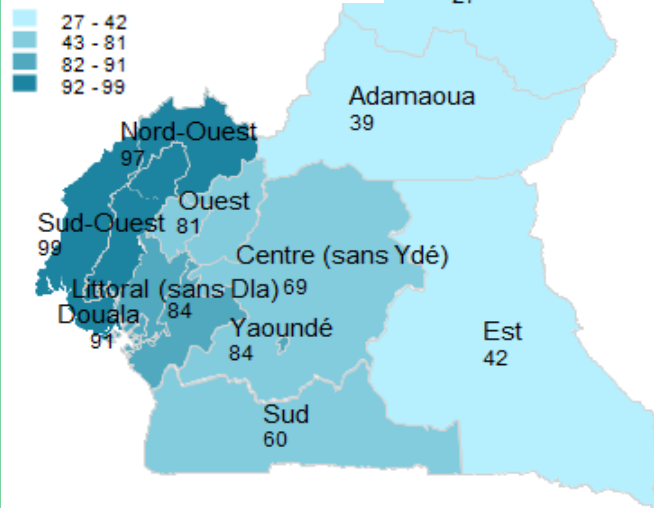 27 - 42
43 - 81
82 - 91
92 - 99
Adamaoua
39
Nord-Ouest
97
Ouest
81
Sud-Ouest
99
Centre (sans Ydé)
69
Littoral (sans Dla)
84
Douala
91
Yaoundé
84
Est
42
Sud
60